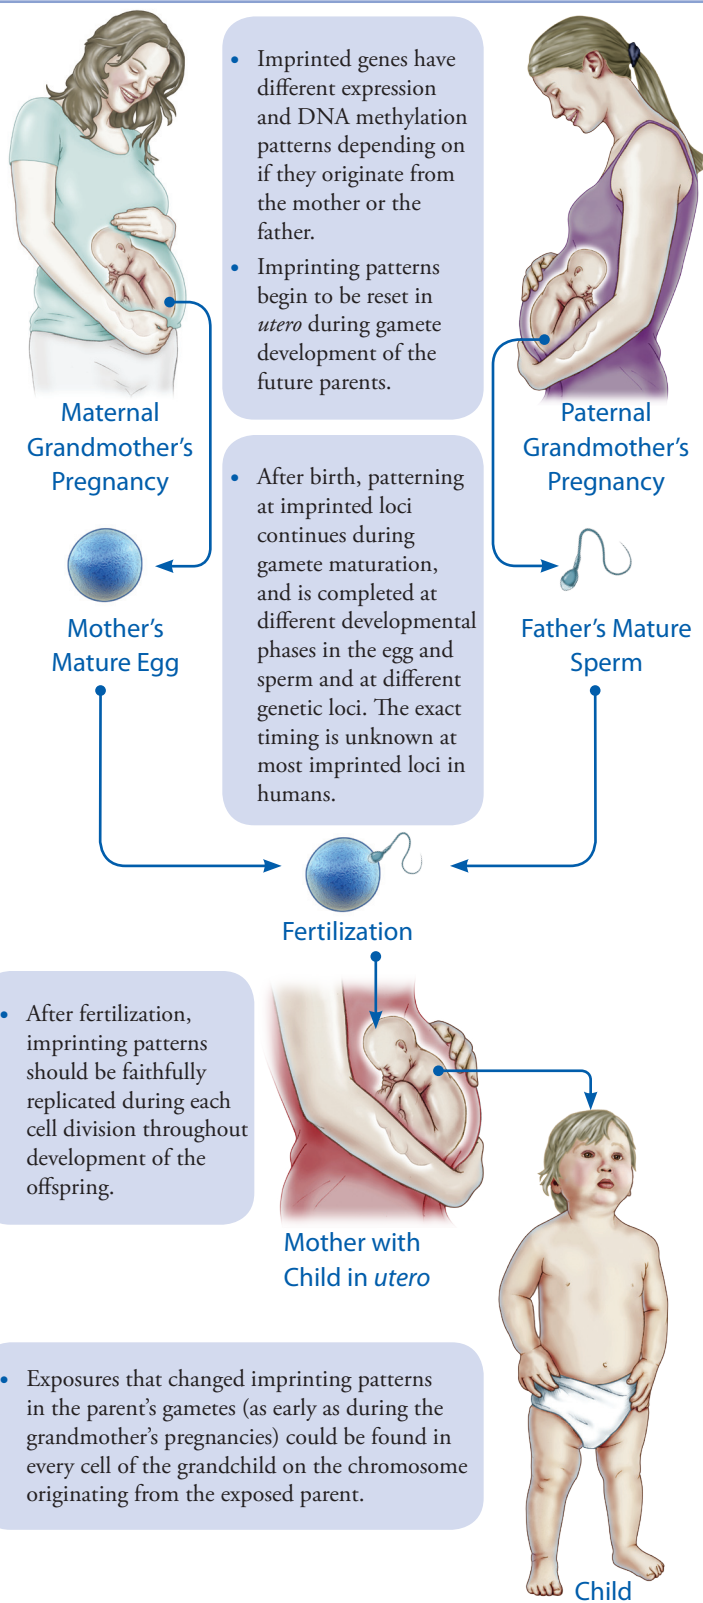 • Imprinted genes have
different expression
and DNA methylation
patterns depending on
if they originate from
the mother or the
father.
• Imprinting patterns
begin to be reset in
utero during gamete
development of the
future parents.
Maternal
Grandmother's
Pregnancy
Paternal
Grandmother's
Pregnancy
• After birth, patterning
at imprinted loci
continues during
gamete maturation,
and is completed at
different developmental
phases in the egg and
sperm and at different
genetic loci. The exact
timing is unknown at
most imprinted loci in
humans.
Mother's
Mature Egg
Father's Mature
Sperm
Fertilization
• After fertilization,
imprinting patterns
should be faithfully
replicated during each
cell division throughout
development of the
offspring.
Mother with
Child in utero
• Exposures that changed imprinting patterns
in the parent's gametes (as early as during the
grandmother's pregnancies) could be found in
every cell of the grandchild on the chromosome
originating from the exposed parent.
Child